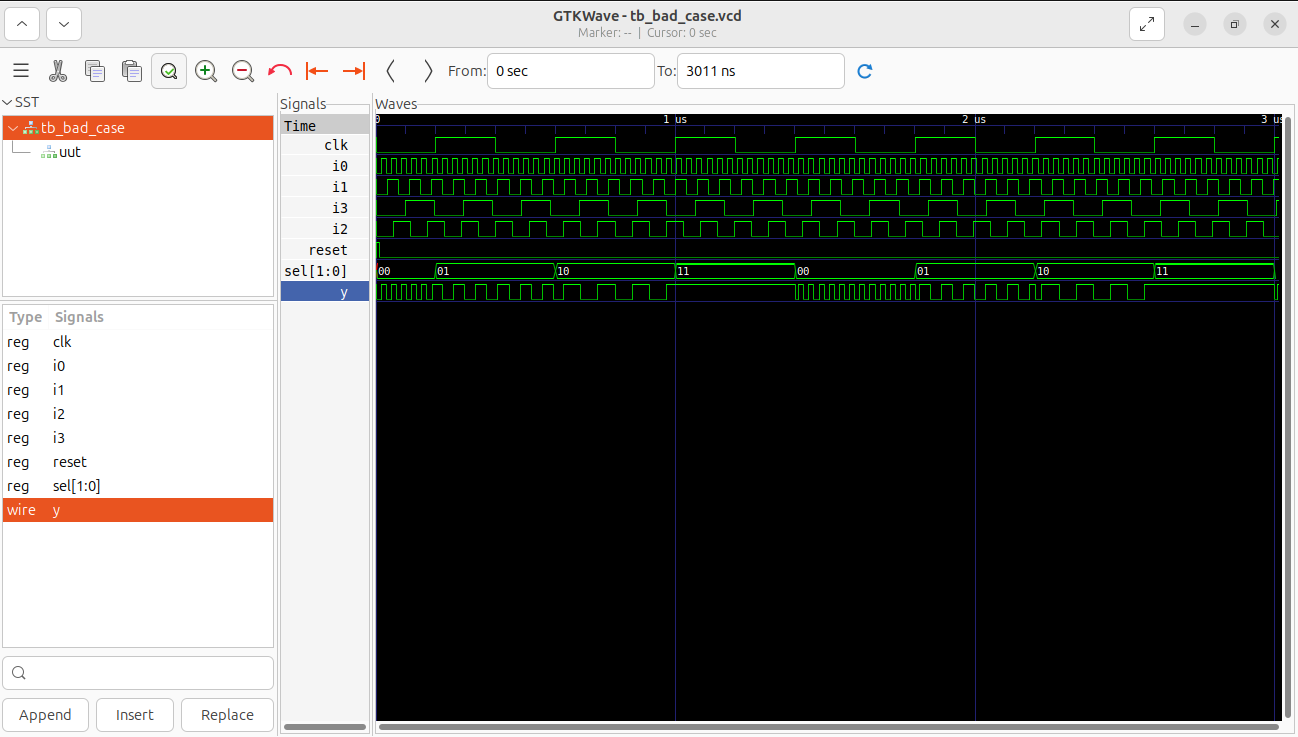 GTKWave - tb_bad_case.vcd
Marker: -- | Cursor: 0 sec
From: 0 sec To: 3011 ns
SST
tb_bad_case
uut
Type Signals
reg clk
reg i0
reg i1
reg i2
reg i3
reg reset
reg sel[1:0]
wire y
Append Insert Replace
Signals
Time
clk
i0
i1
i3
i2
reset
sel[1:0]
y
Waves
0 1 us 2 us 3 us
00 01 10 11 00 01 10 11